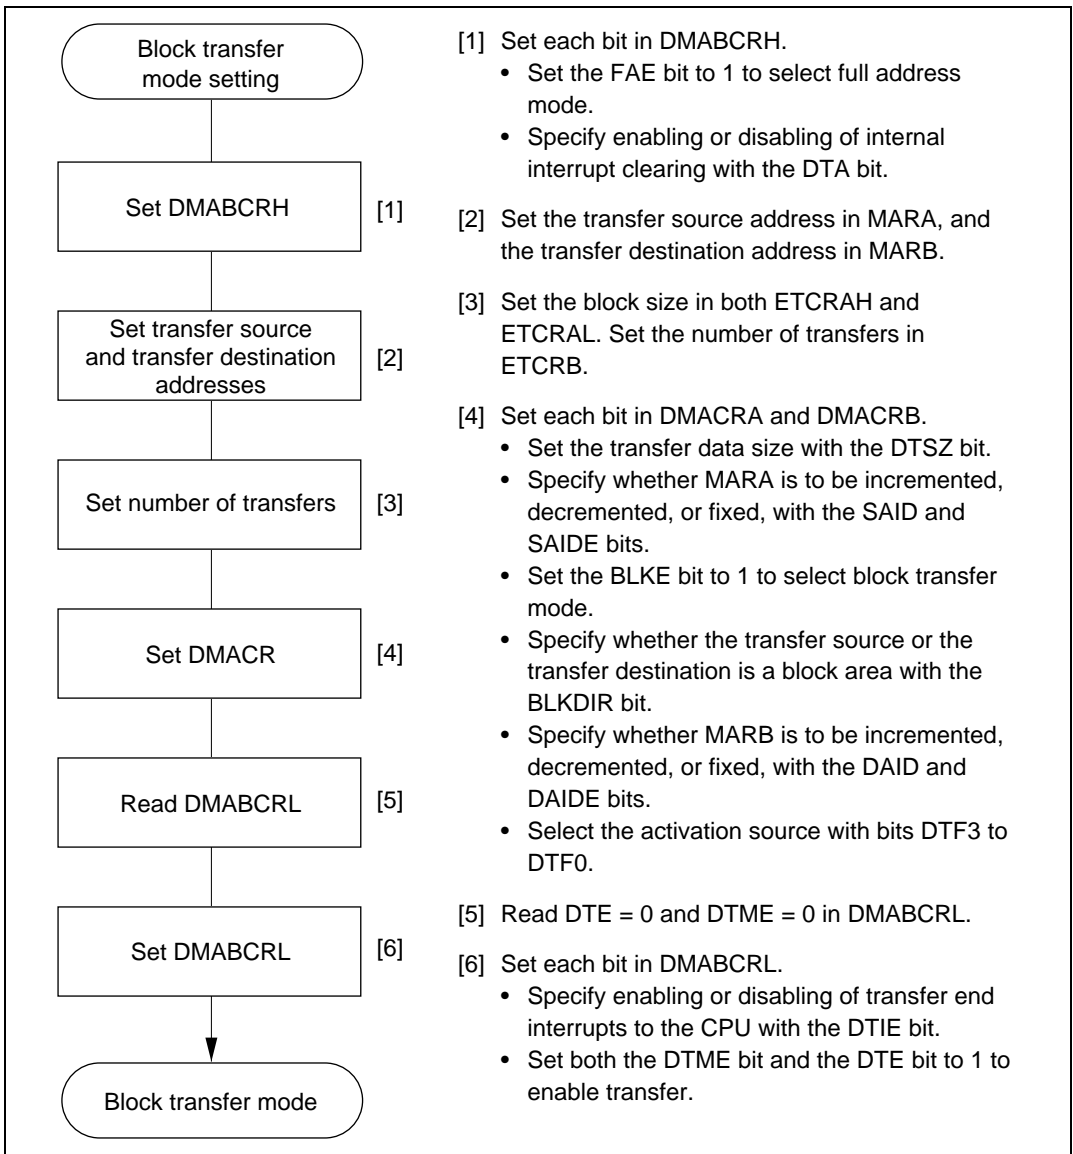 Block transfer
mode setting
Set DMABCRH
[1]
Set transfer source
and transfer destination
addresses
[2]
Set number of transfers
[3]
Set DMACR
[4]
Read DMABCRL
[5]
Set DMABCRL
[6]
Block transfer mode
[1] Set each bit in DMABCRH.
• Set the FAE bit to 1 to select full address
mode.
• Specify enabling or disabling of internal
interrupt clearing with the DTA bit.
[2] Set the transfer source address in MARA, and
the transfer destination address in MARB.
[3] Set the block size in both ETCRAH and
ETCRAL. Set the number of transfers in
ETCRB.
[4] Set each bit in DMACRA and DMACRB.
• Set the transfer data size with the DTSZ bit.
• Specify whether MARA is to be incremented,
decremented, or fixed, with the SAID and
SAIDE bits.
• Set the BLKE bit to 1 to select block transfer
mode.
• Specify whether the transfer source or the
transfer destination is a block area with the
BLKDIR bit.
• Specify whether MARB is to be incremented,
decremented, or fixed, with the DAID and
DAIDE bits.
• Select the activation source with bits DTF3 to
DTF0.
[5] Read DTE = 0 and DTME = 0 in DMABCRL.
[6] Set each bit in DMABCRL.
• Specify enabling or disabling of transfer end
interrupts to the CPU with the DTIE bit.
• Set both the DTME bit and the DTE bit to 1 to
enable transfer.